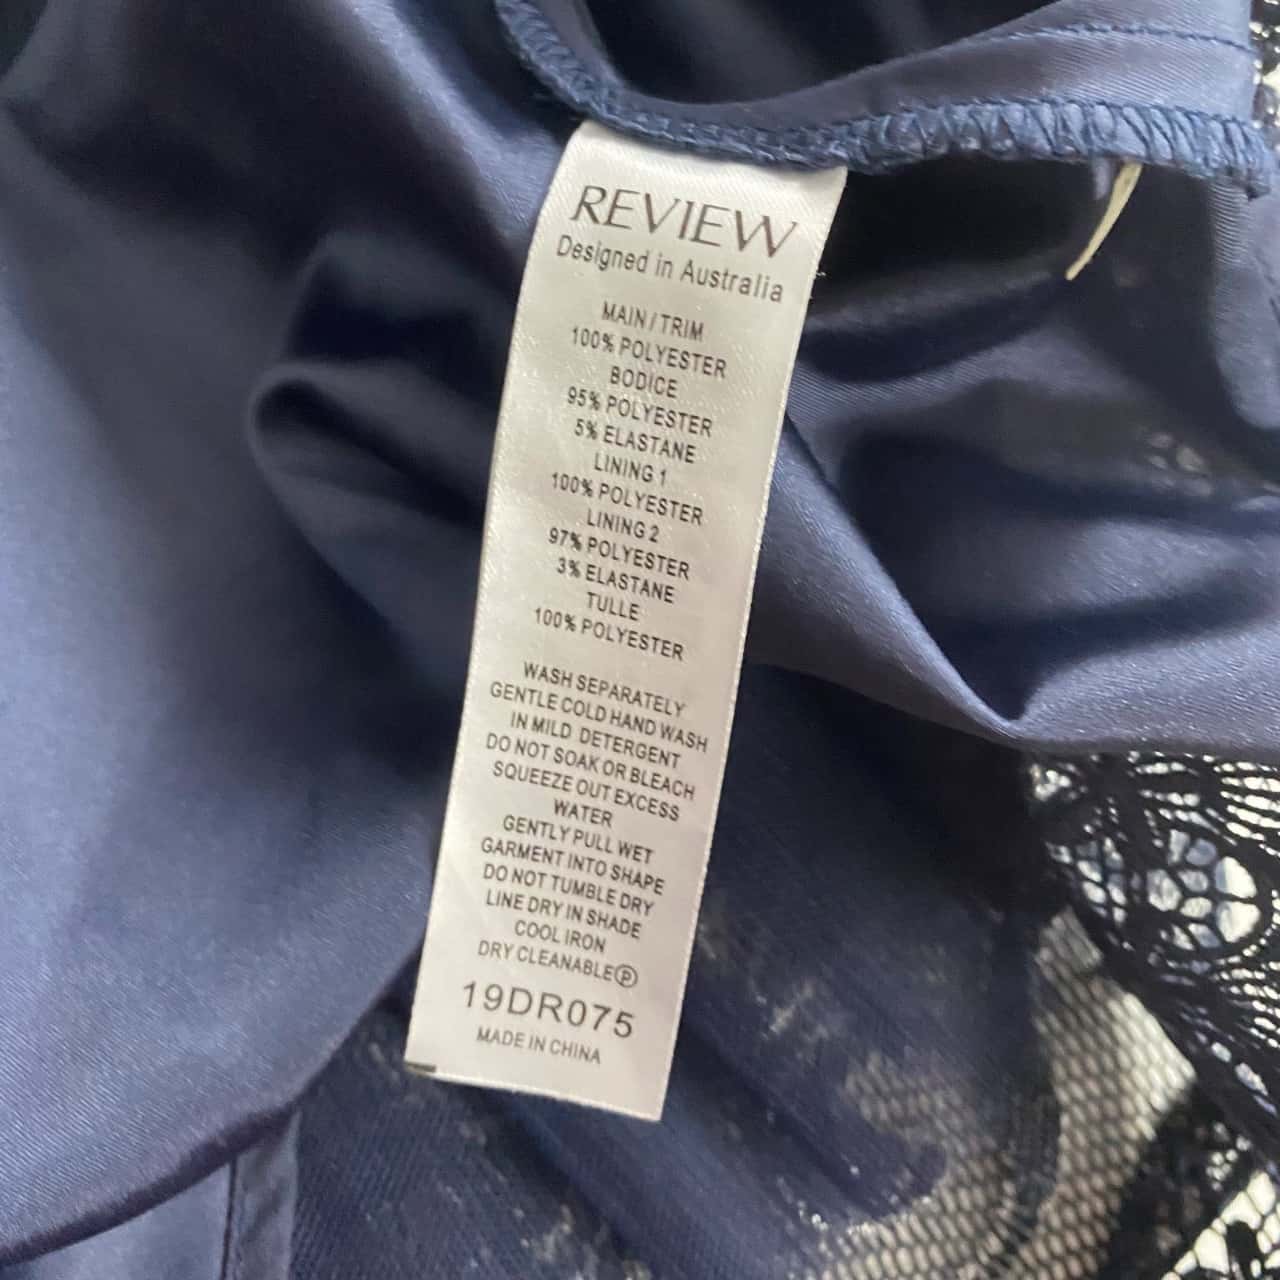 REVIEW
Designed in Australia
MAIN / TRIM
100% POLYESTER
BODICE
95% POLYESTER
5% ELASTANE
LINING 1
100% POLYESTER
LINING 2
97% POLYESTER
3% ELASTANE
TULLE
100% POLYESTER
WASH SEPARATELY
GENTLE COLD HAND WASH
IN MILD DETERGENT
DO NOT SOAK OR BLEACH
SQUEEZE OUT EXCESS
WATER
GENTLY PULL WET
GARMENT INTO SHAPE
DO NOT TUMBLE DRY
LINE DRY IN SHADE
COOL IRON
DRY CLEANABLE Ⓟ
19DR075
MADE IN CHINA